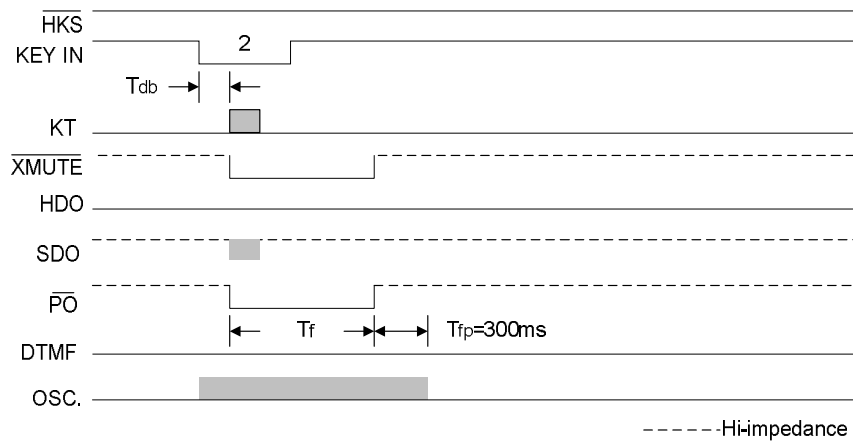 HKS
KEY IN
2
Tdb
KT
XMUTE
HDO
SDO
PO
Tf
Tfp=300ms
DTMF
OSC.
Hi-impedance